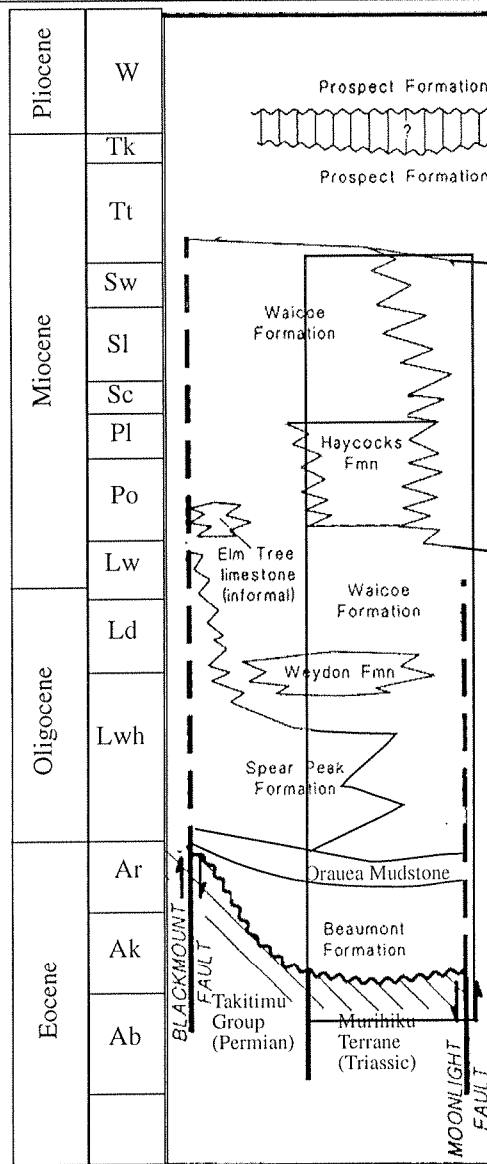 Pliocene
Miocene
Oligocene
Eocene
W
Tk
Tt
Sw
Sl
Sc
Pl
Po
Lw
Ld
Lwh
Ar
Ak
Ab
Prospect Formation
?
Prospect Formation
Waicoe
Formation
Haycocks
Fmn
Elm Tree
limestone
(informal)
Waicoe
Formation
Weydon Fmn
Spear Peak
Formation
Orauea Mudstone
Beaumont
Formation
BLACKMOUNT
FAULT
Takitimu
Group
(Permian)
Murihiku
Terrane
(Triassic)
MOONLIGHT
FAULT